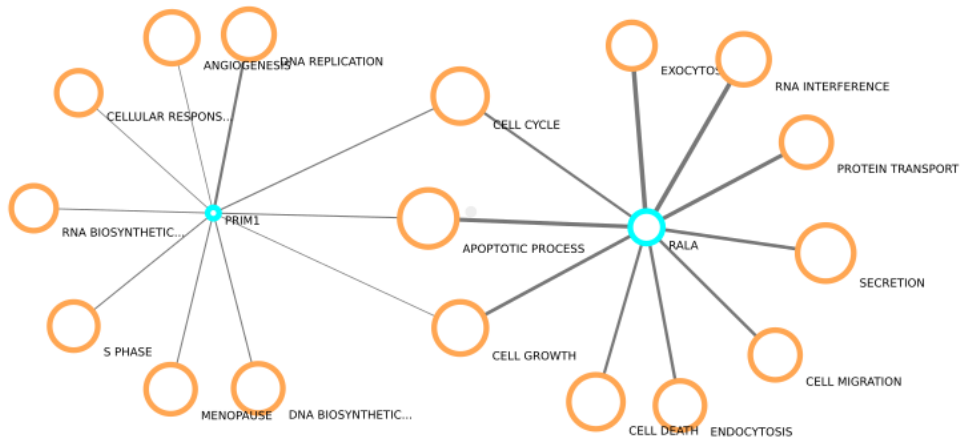 ANGIOGENESIS
DNA REPLICATION
EXOCYTOS
RNA INTERFERENCE
CELLULAR RESPONS...
CELL CYCLE
PROTEIN TRANSPORT
RNA BIOSYNTHETIC...
PRIM1
APOPTOTIC PROCESS
RALA
SECRETION
S PHASE
CELL GROWTH
CELL MIGRATION
MENOPAUSE
DNA BIOSYNTHETIC...
CELL DEATH
ENDOCYTOSIS